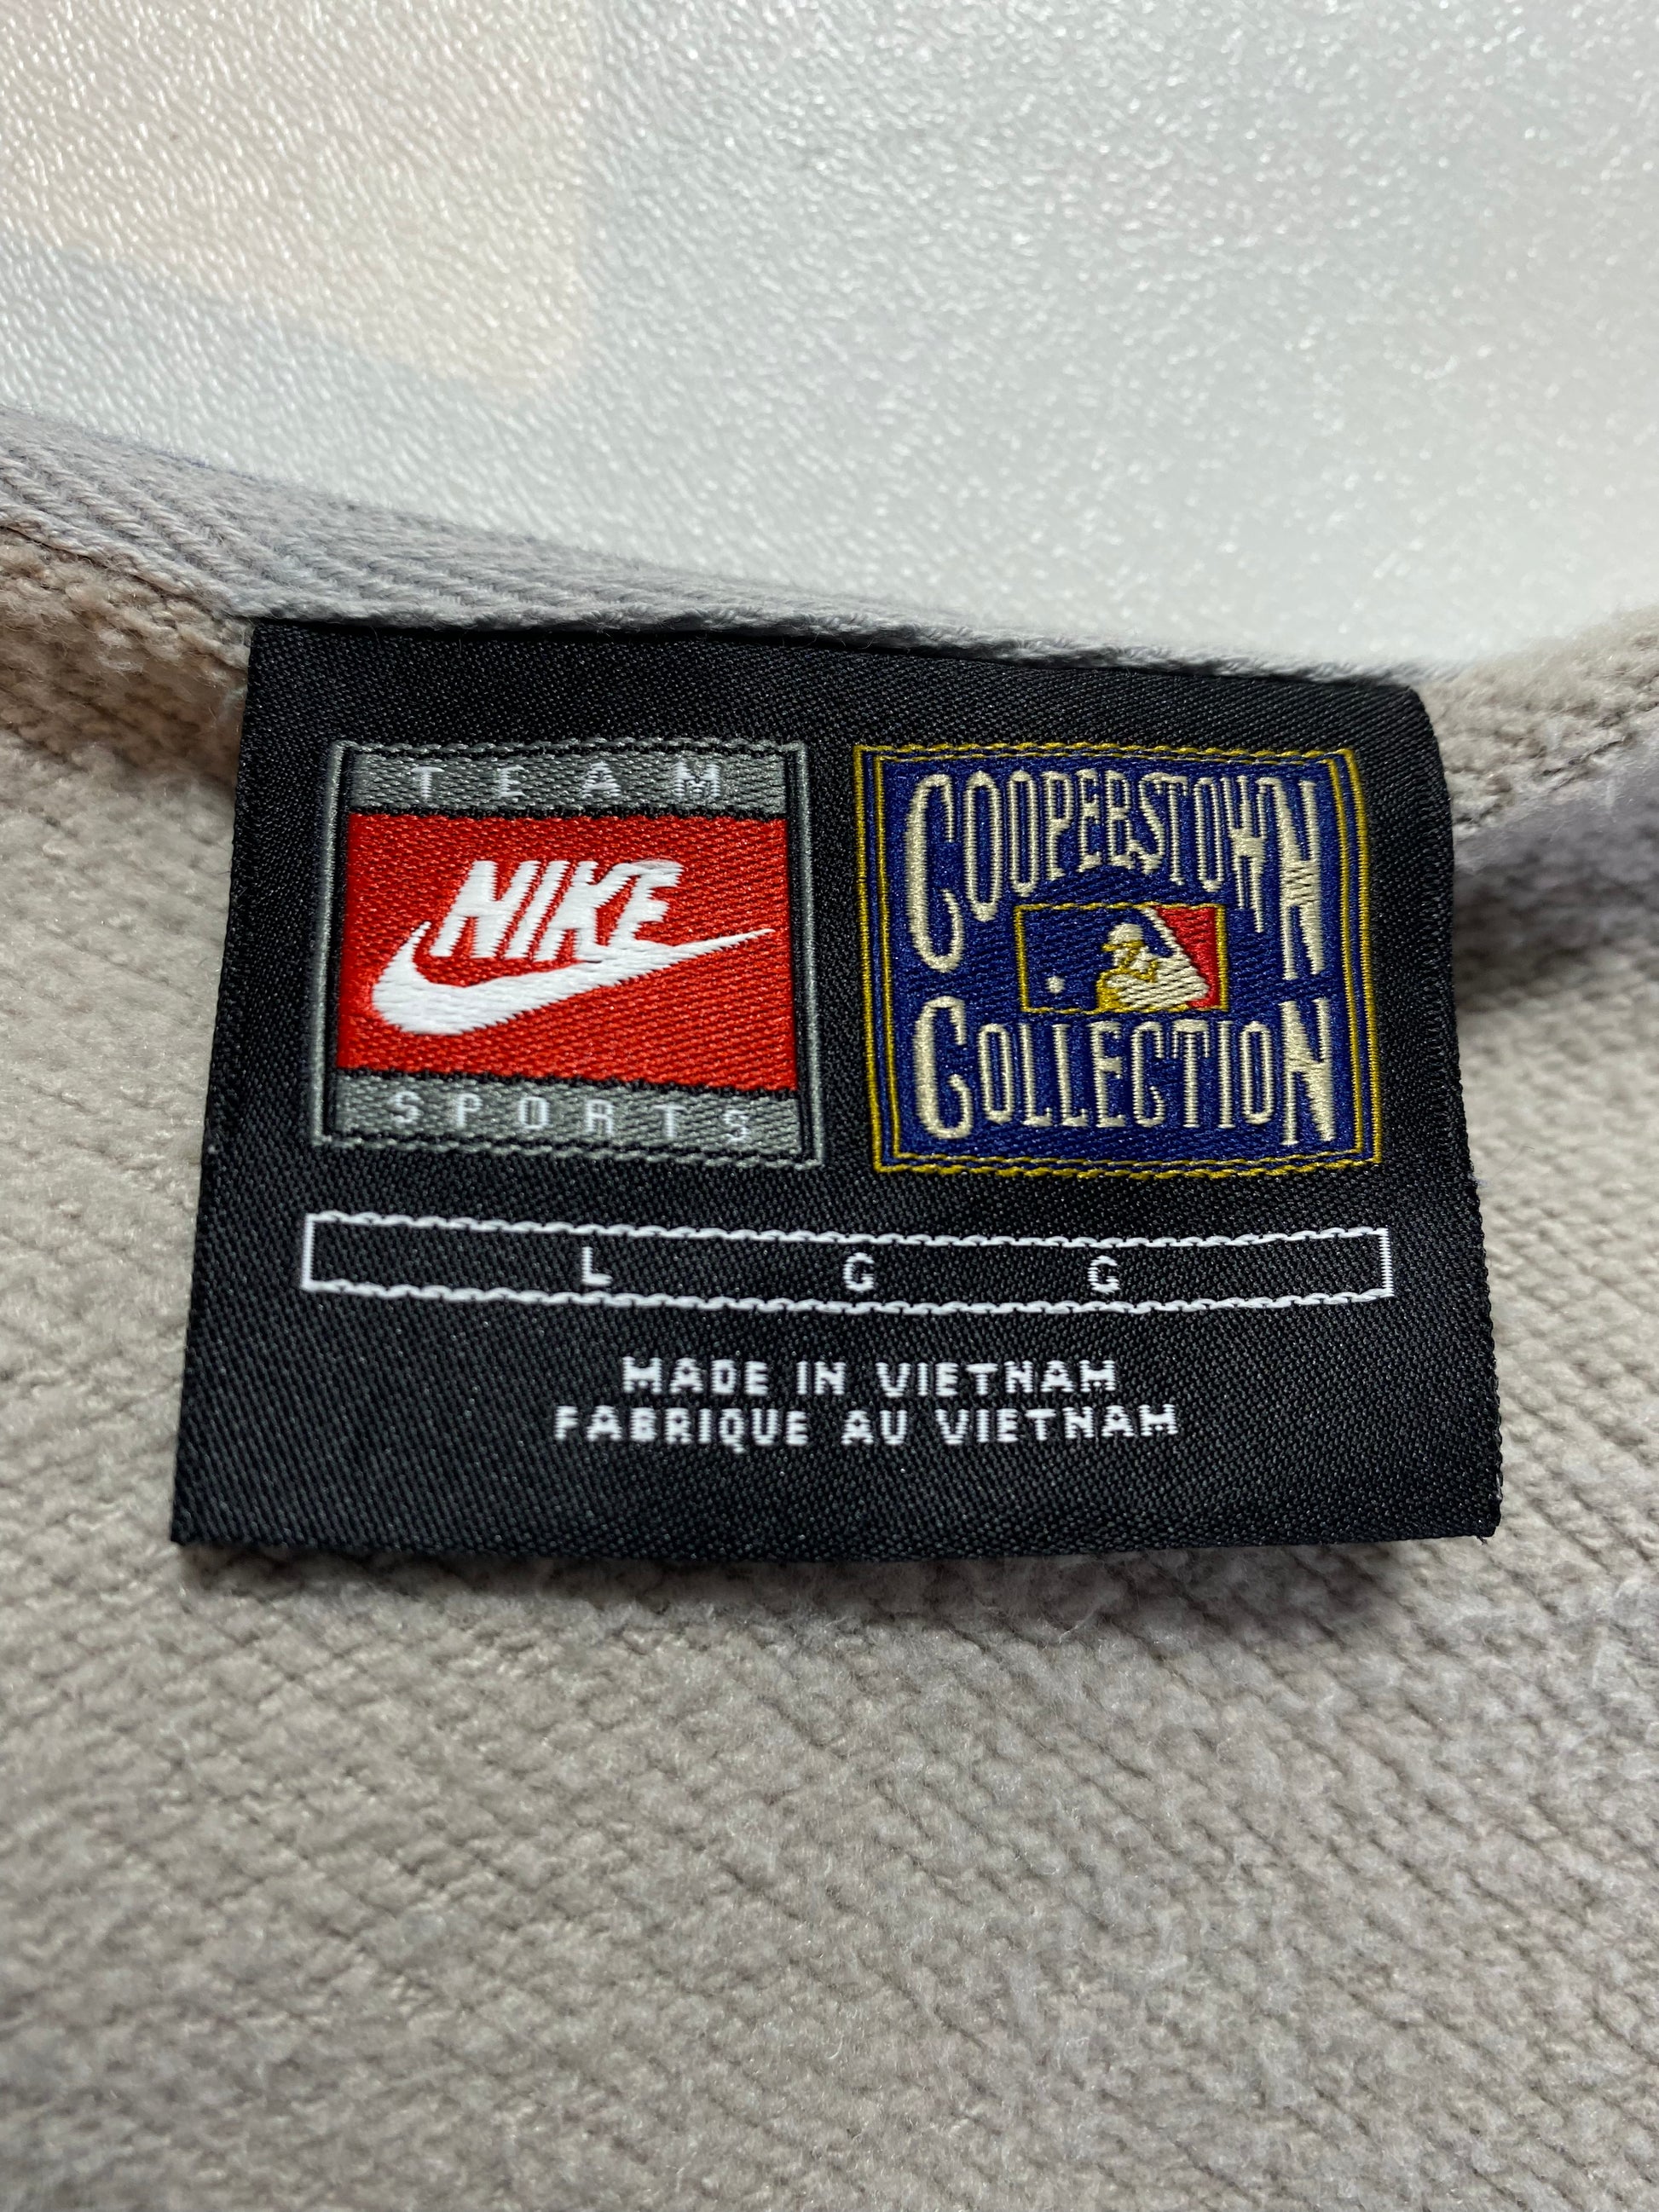 TEAM
NIKE
SPORTS
COOPERSTOWN
COLLECTION
L G G
MADE IN VIETNAM
FABRIQUE AU VIETNAM